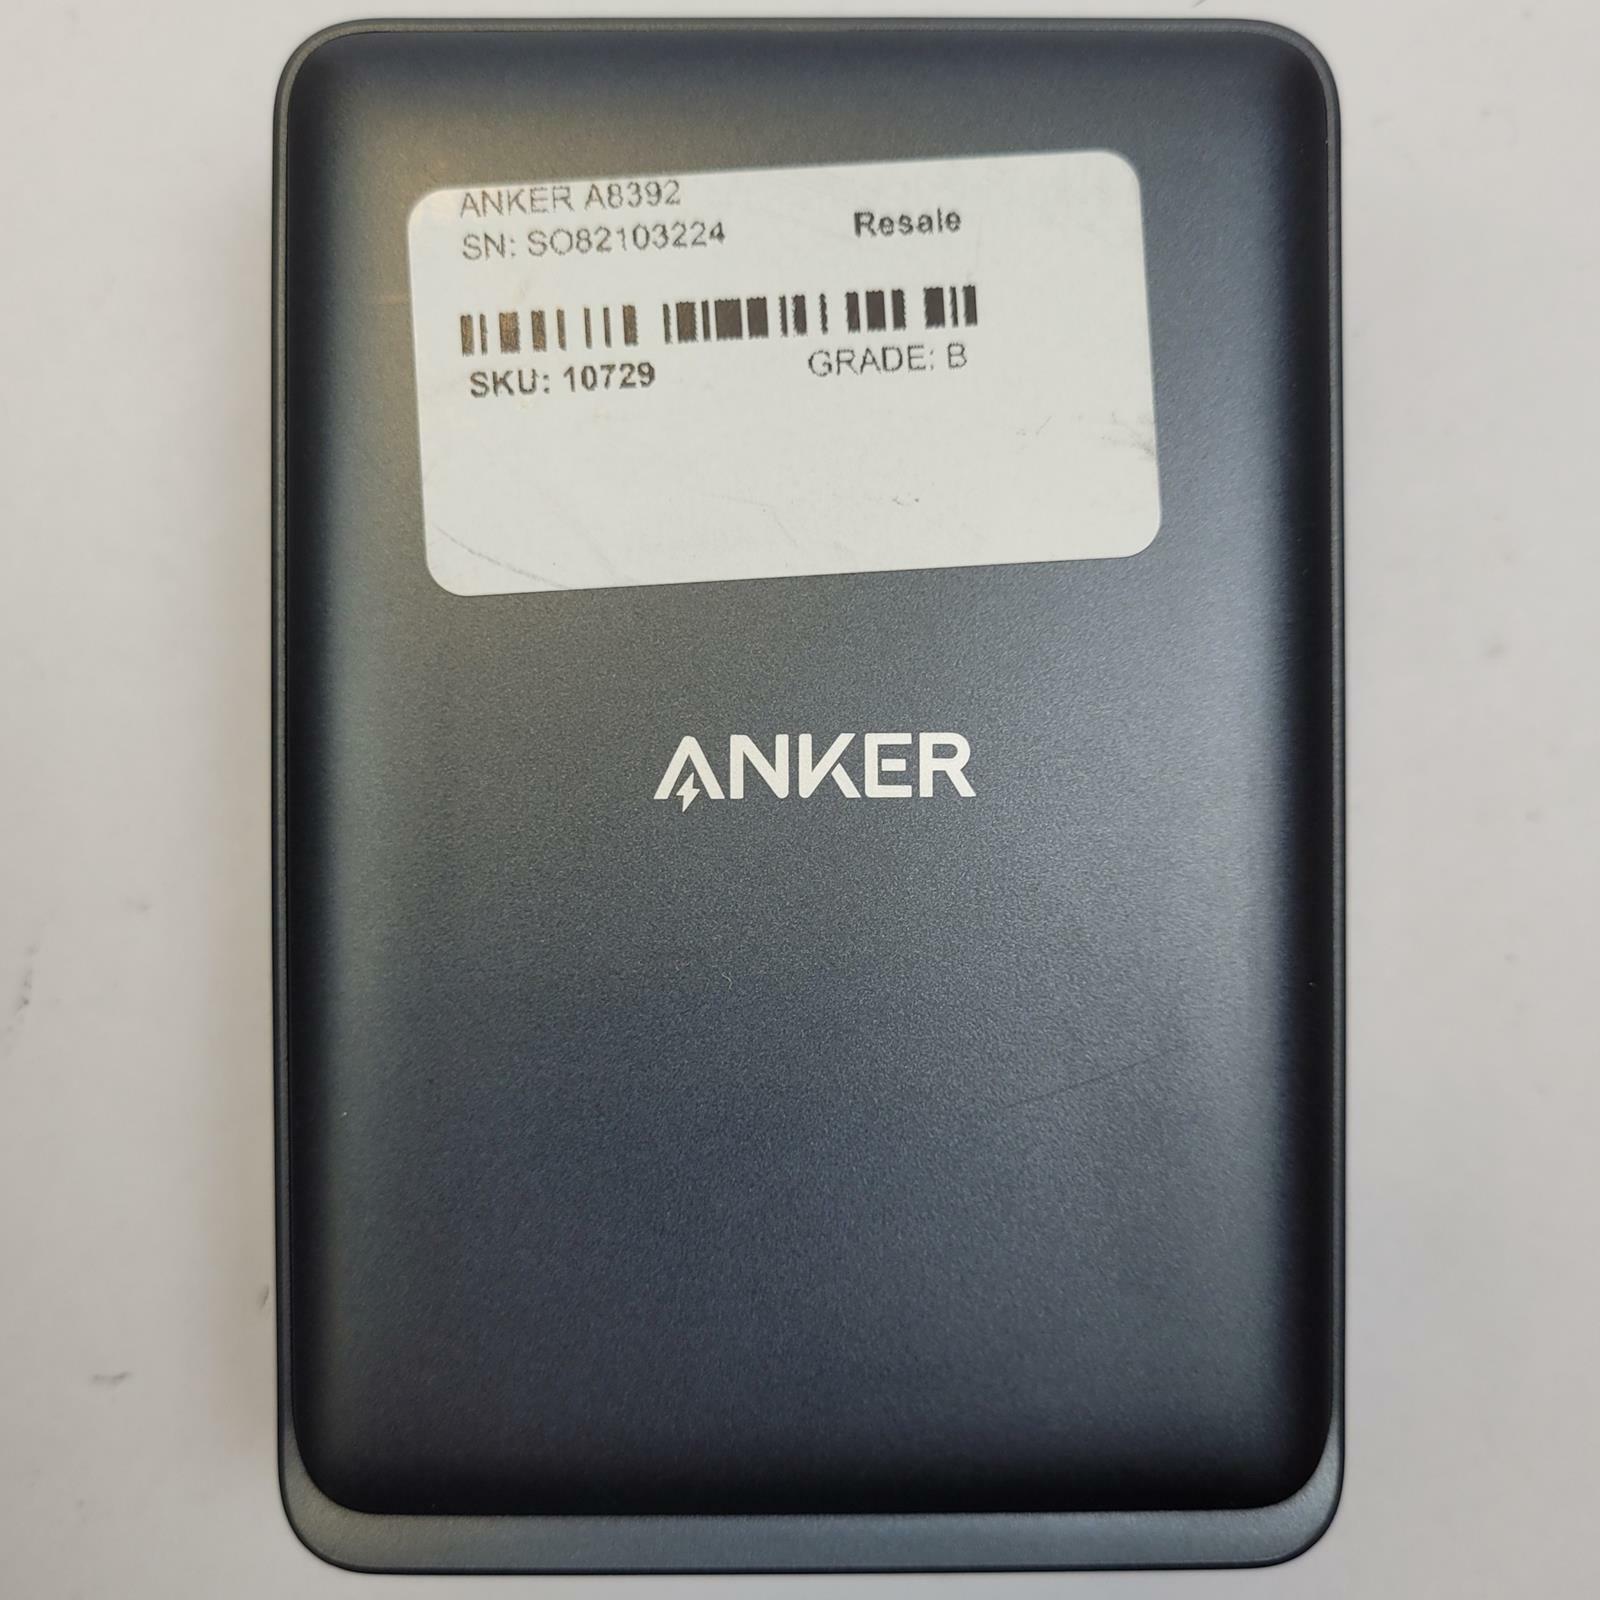 ANKER A8392
SN: SO82103224
Resale
SKU: 10729
GRADE: B
ANKER